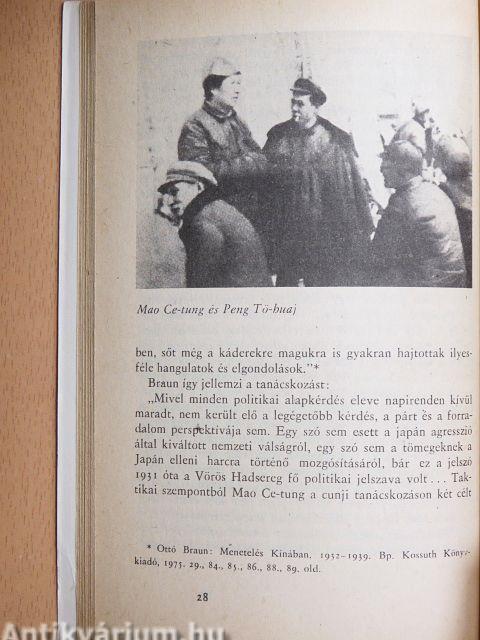 Mao Ce-tung és Peng Tö-huaj
ben, sőt még a káderekre magukra is gyakran hajtottak ilyes-
féle hangulatok és elgondolások."*
Braun így jellemzi a tanácskozást:
„Mivel minden politikai alapkérdés eleve napirenden kívül
maradt, nem került elő a legégetőbb kérdés, a párt és a forra-
dalom perspektívája sem. Egy szó sem esett a japán agresszió
által kiváltott nemzeti válságról, egy szó sem a tömegeknek a
Japán elleni harcra történő mozgósításáról, bár ez a jelszó
1931 óta a Vörös Hadsereg fő politikai jelszava volt... Tak-
tikai szempontból Mao Ce-tung a cunji tanácskozáson két célt
* Ottó Braun: Menetelés Kínában, 1932–1939. Bp. Kossuth Könyv-
kiadó, 1975. 29., 84., 85., 86., 88., 89. old.
28
Antikvárium.hu